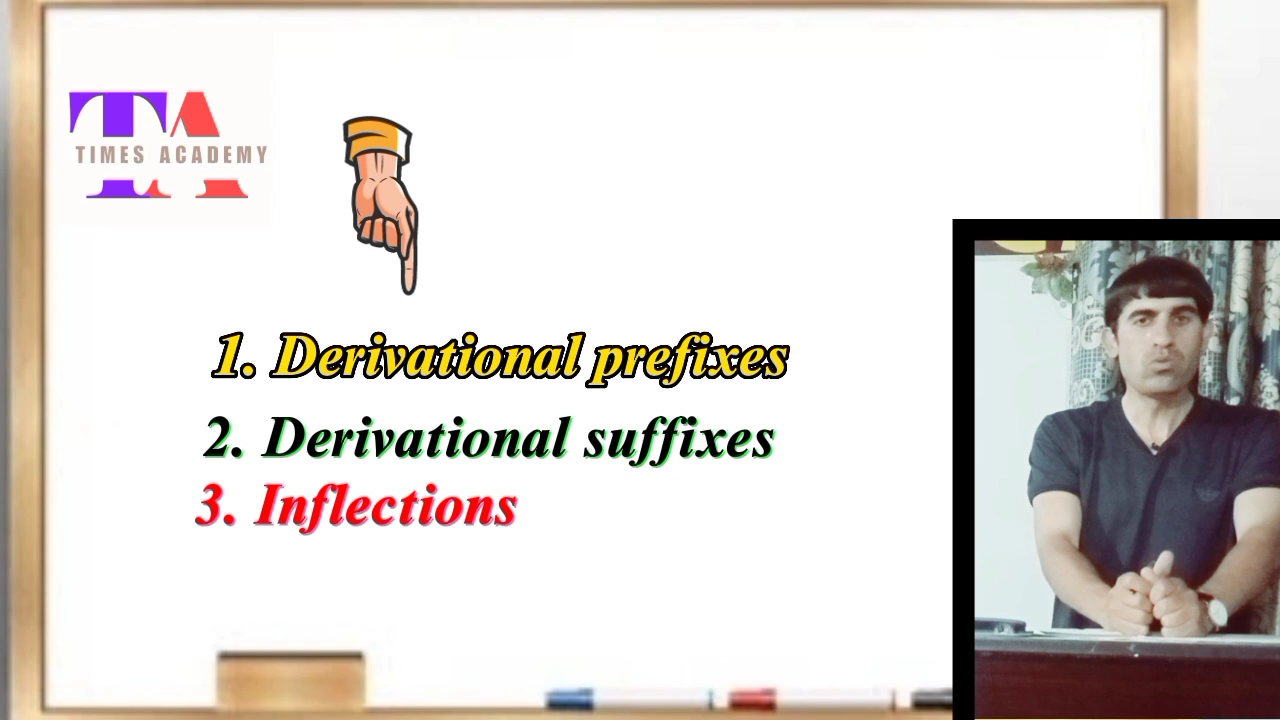 TA
TIMES ACADEMY
1. Derivational prefixes
2. Derivational suffixes
3. Inflections